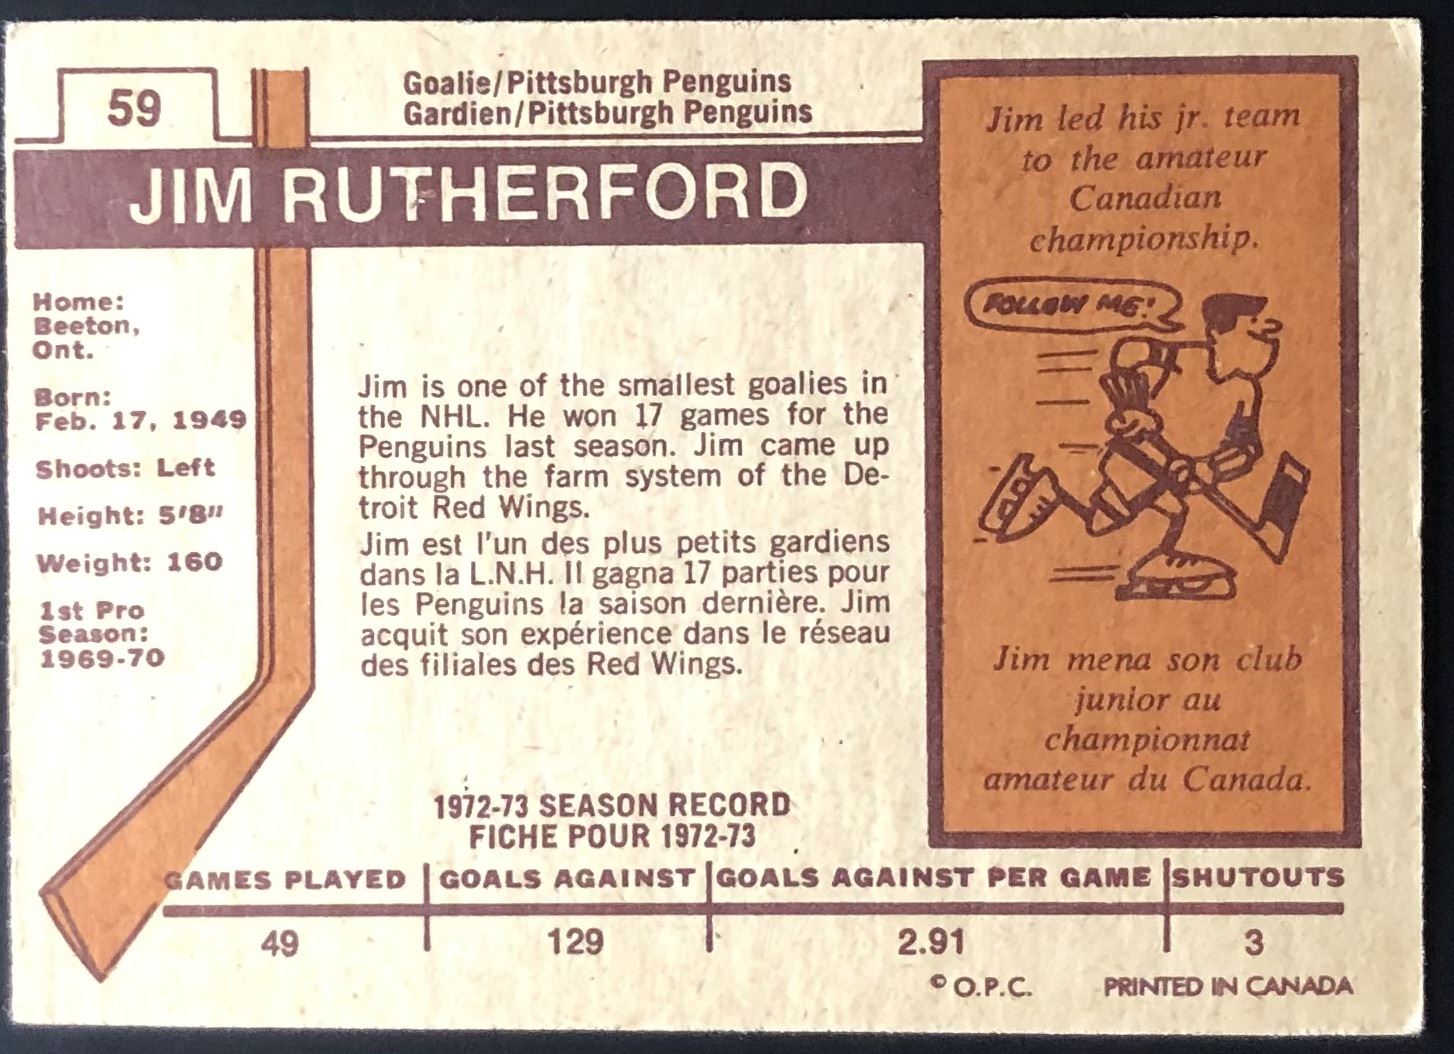 59
Goalie/Pittsburgh Penguins
Gardien/Pittsburgh Penguins
JIM RUTHERFORD
Home:
Beeton,
Ont.
Born:
Feb. 17, 1949
Shoots: Left
Height: 5'8"
Weight: 160
1st Pro
Season:
1969-70
Jim is one of the smallest goalies in
the NHL. He won 17 games for the
Penguins last season. Jim came up
through the farm system of the De-
troit Red Wings.
Jim est l'un des plus petits gardiens
dans la L.N.H. Il gagna 17 parties pour
les Penguins la saison dernière. Jim
acquit son expérience dans le réseau
des filiales des Red Wings.
Jim led his jr. team
to the amateur
Canadian
championship.
FOLLOW ME!
Jim mena son club
junior au
championnat
amateur du Canada.
1972-73 SEASON RECORD
FICHE POUR 1972-73
GAMES PLAYED GOALS AGAINST GOALS AGAINST PER GAME SHUTOUTS
49 129 2.91 3
© O.P.C. PRINTED IN CANADA